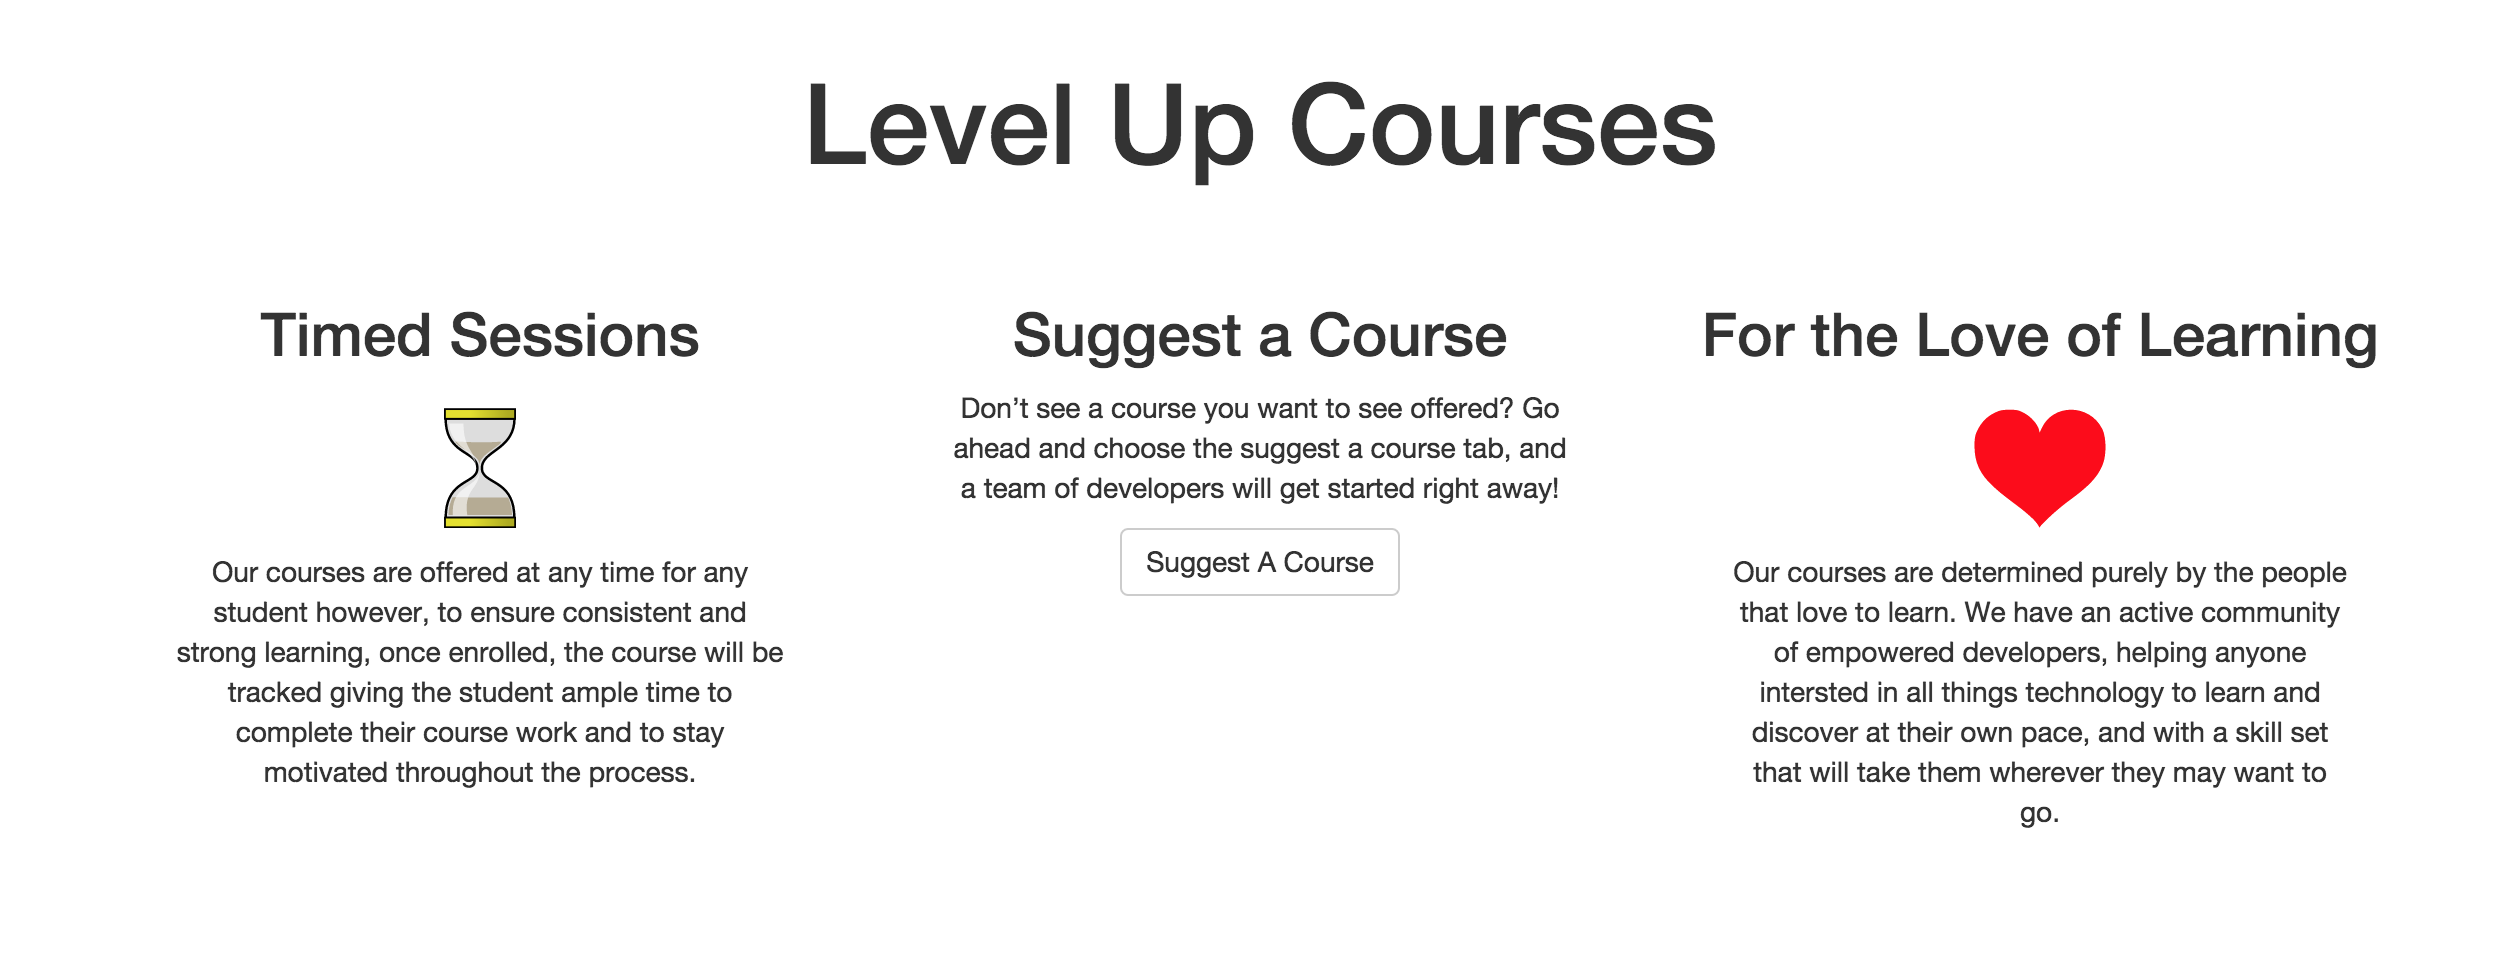 Level Up Courses
Timed Sessions
Our courses are offered at any time for any
student however, to ensure consistent and
strong learning, once enrolled, the course will be
tracked giving the student ample time to
complete their course work and to stay
motivated throughout the process.
Suggest a Course
Don’t see a course you want to see offered? Go
ahead and choose the suggest a course tab, and
a team of developers will get started right away!
Suggest A Course
For the Love of Learning
Our courses are determined purely by the people
that love to learn. We have an active community
of empowered developers, helping anyone
intersted in all things technology to learn and
discover at their own pace, and with a skill set
that will take them wherever they may want to
go.